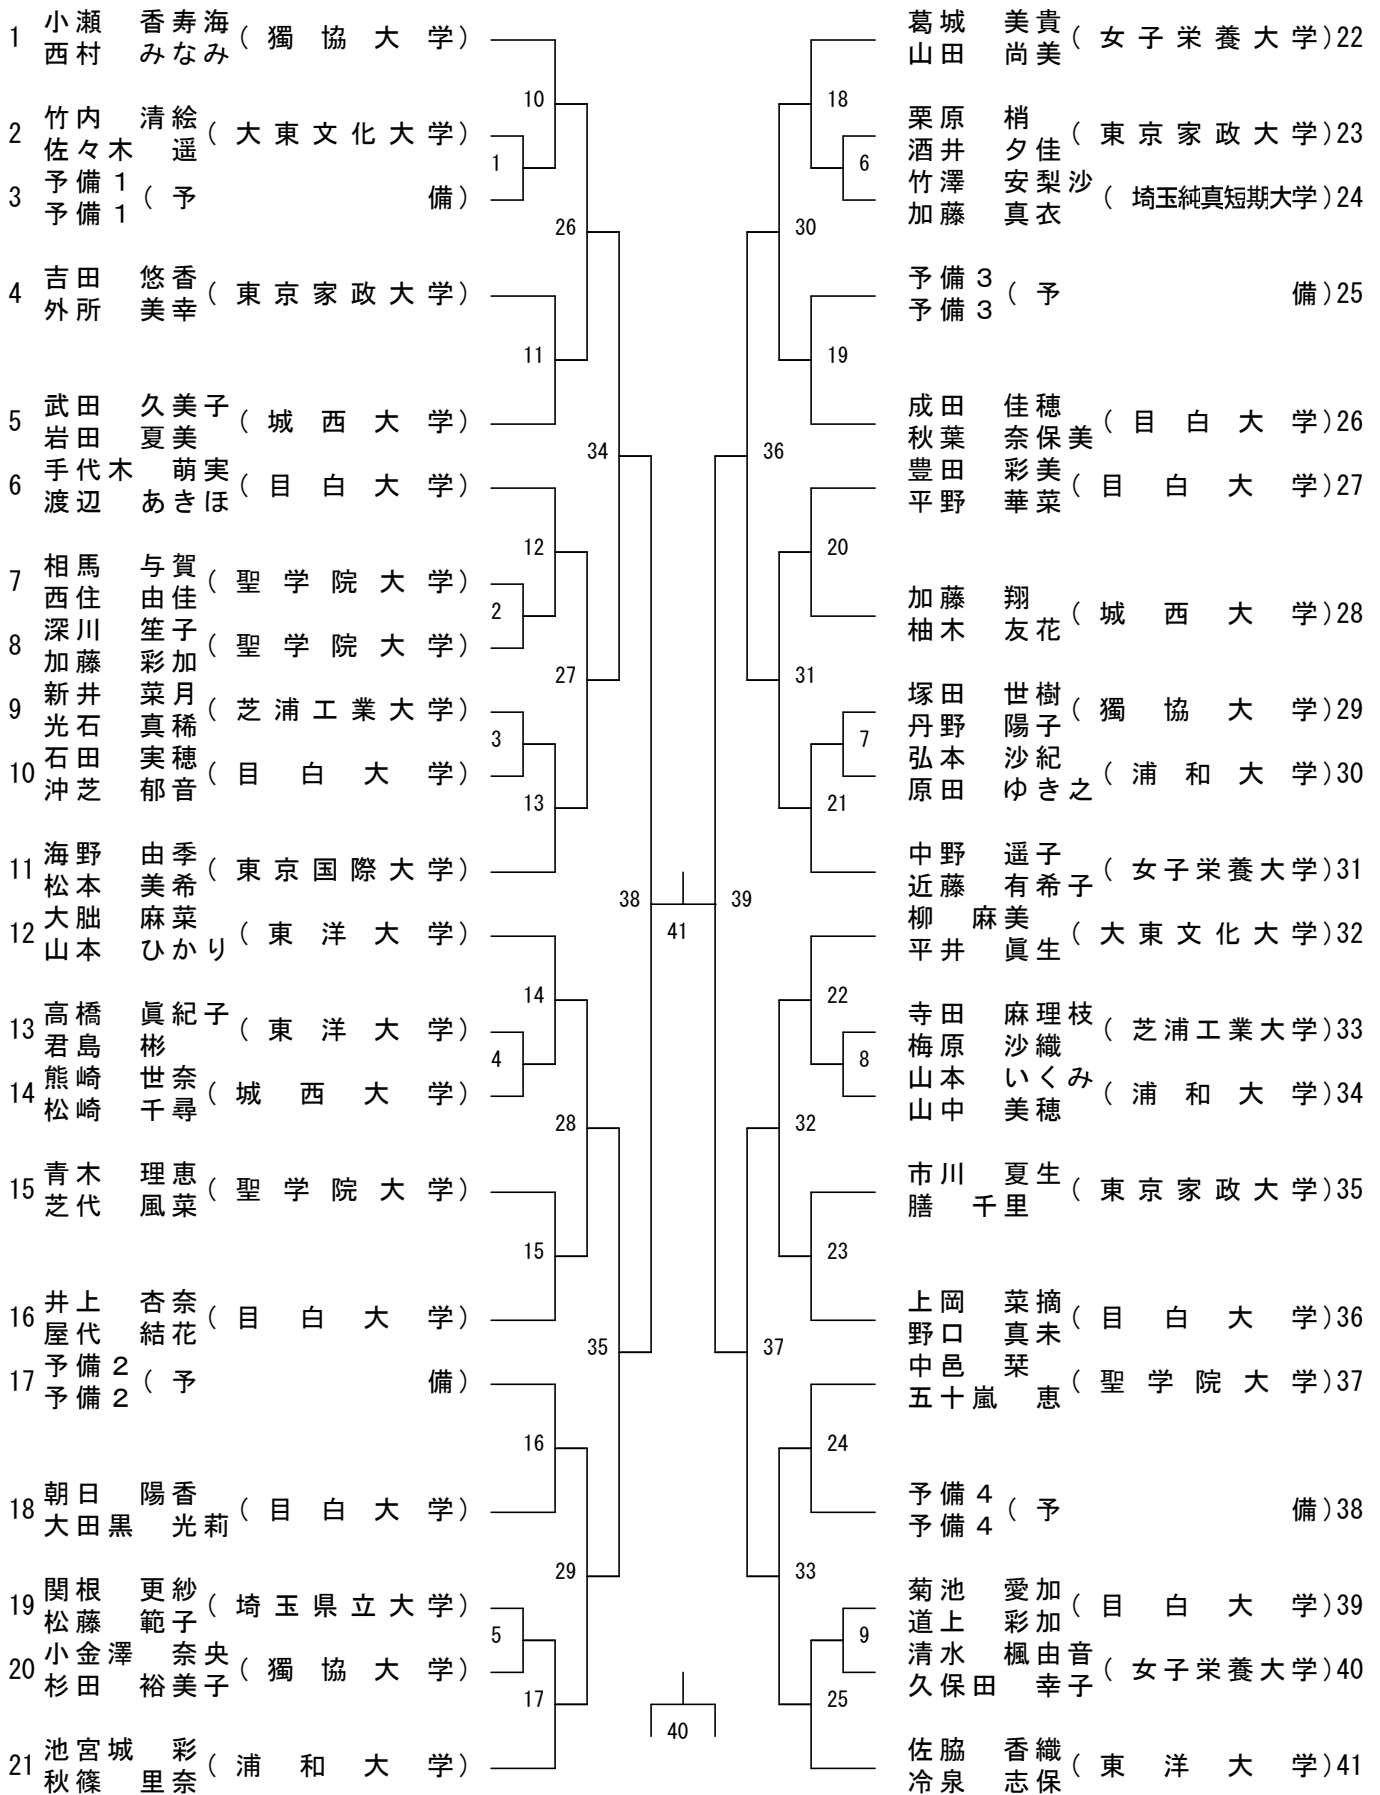 1 小瀬 香寿海 (獨協大学)
西村 みなみ
2 竹内 清絵 (大東文化大学)
佐々木 遥
3 予備1 (予備)
予備1
4 吉田 悠香 (東京家政大学)
外所 美幸
5 武田 久美子 (城西大学)
岩田 夏美
6 手代木 萌実 (目白大学)
渡辺 あきほ
7 相馬 与賀 (聖学院大学)
西住 由佳
8 深川 笙子 (聖学院大学)
加藤 彩加
9 新井 菜月 (芝浦工業大学)
光石 真稀
10 石田 実穂 (目白大学)
沖芝 郁音
11 海野 由季 (東京国際大学)
松本 美希
12 大朏 麻菜 (東洋大学)
山本 ひかり
13 高橋 眞紀子 (東洋大学)
君島 彬
14 熊崎 世奈 (城西大学)
松崎 千尋
15 青木 理恵 (聖学院大学)
芝代 風菜
16 井上 杏奈 (目白大学)
屋代 結花
17 予備2 (予備)
予備2
18 朝日 陽香 (目白大学)
大田黒 光莉
19 関根 更紗 (埼玉県立大学)
松藤 範子
20 小金澤 奈央 (獨協大学)
杉田 裕美子
21 池宮城 彩 (浦和大学)
秋篠 里奈
1
2
3
4
5
10
11
12
13
14
15
16
17
26
27
28
29
34
35
38
41
40
39
36
37
30
31
32
33
18
19
20
21
22
23
24
25
6
7
8
9
葛城 美貴 (女子栄養大学) 22
山田 尚美
栗原 梢 (東京家政大学) 23
酒井 夕佳
竹澤 安梨沙 (埼玉純真短期大学) 24
加藤 真衣
予備3 (予備) 25
予備3
成田 佳穂 (目白大学) 26
秋葉 奈保美
豊田 彩美 (目白大学) 27
平野 華菜
加藤 翔 (城西大学) 28
柚木 友花
塚田 世樹 (獨協大学) 29
丹野 陽子
弘本 沙紀 (浦和大学) 30
原田 ゆき之
中野 遥子 (女子栄養大学) 31
近藤 有希子
柳 麻美 (大東文化大学) 32
平井 眞生
寺田 麻理枝 (芝浦工業大学) 33
梅原 沙織
山本 いくみ (浦和大学) 34
山中 美穂
市川 夏生 (東京家政大学) 35
膳 千里
上岡 菜摘 (目白大学) 36
野口 真未
中邑 栞 (聖学院大学) 37
五十嵐 恵
予備4 (予備) 38
予備4
菊池 愛加 (目白大学) 39
道上 彩加
清水 楓由音 (女子栄養大学) 40
久保田 幸子
佐脇 香織 (東洋大学) 41
冷泉 志保